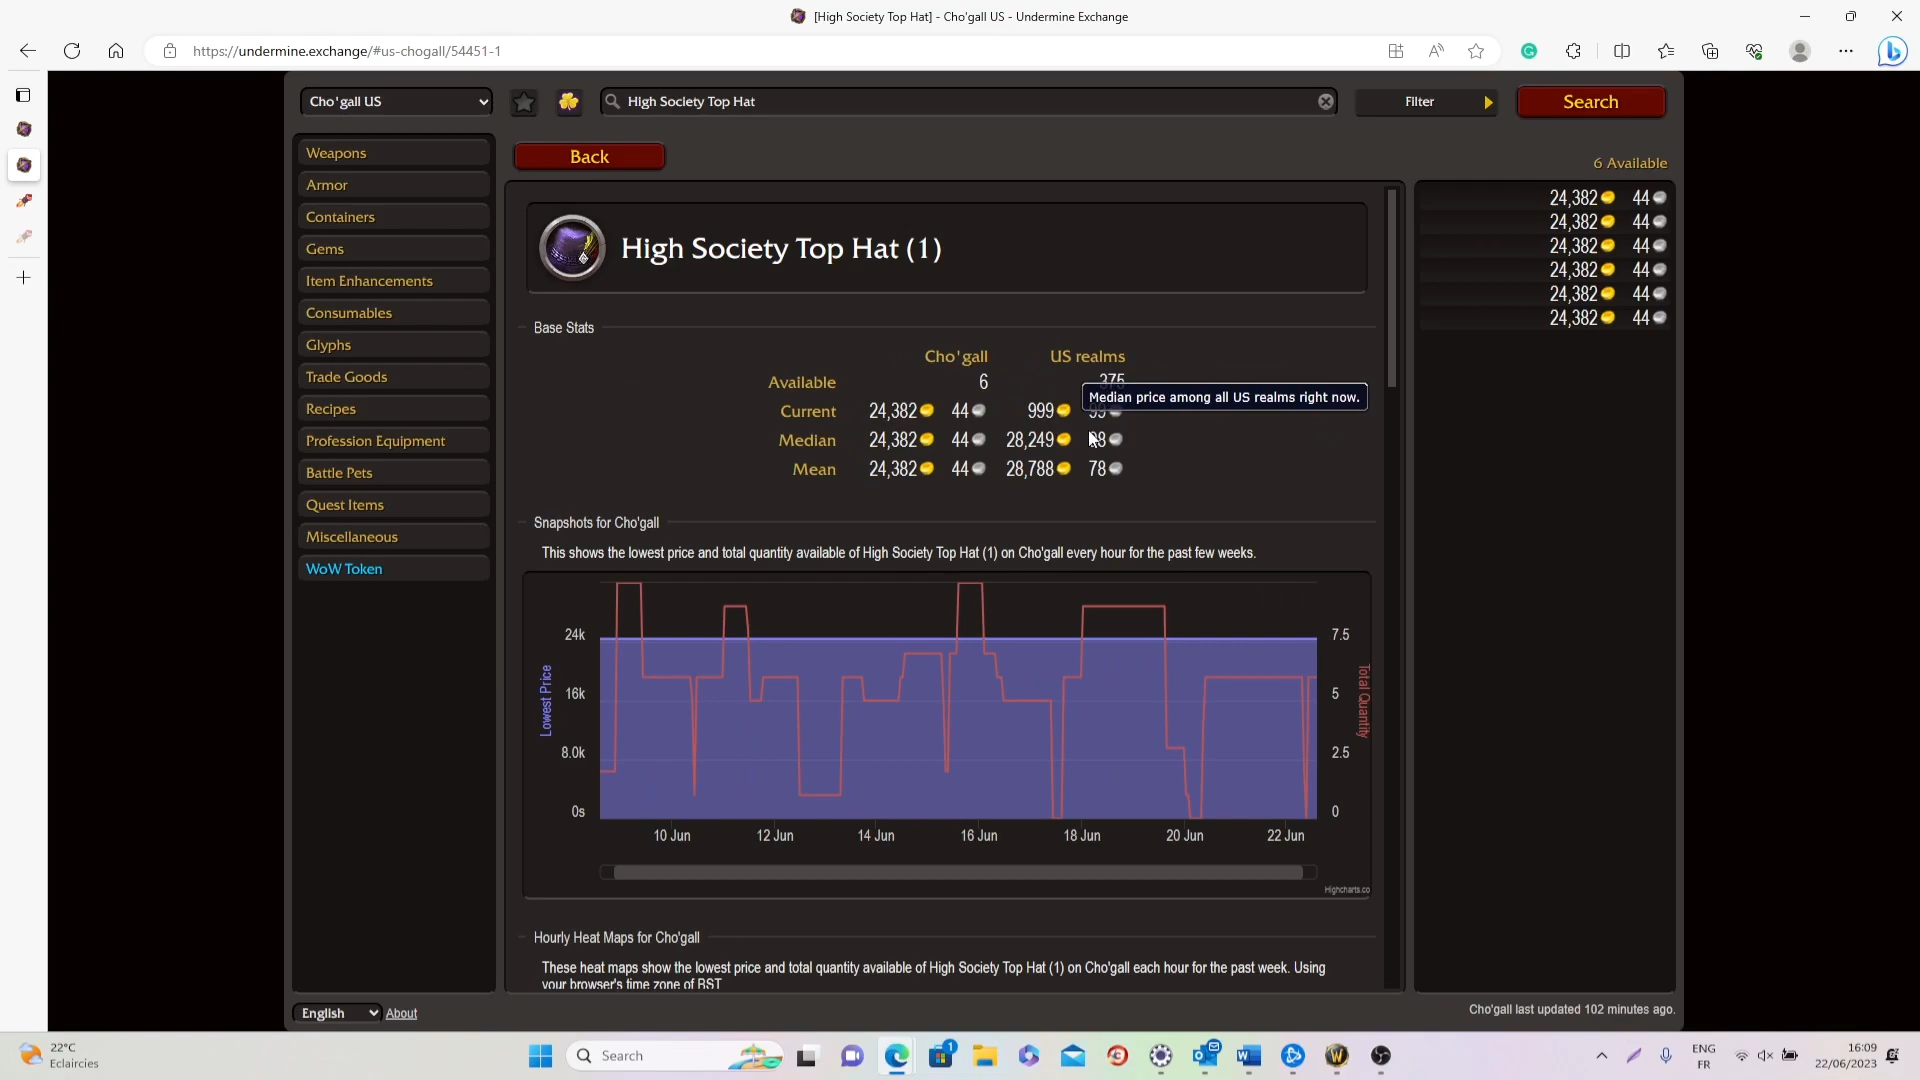 [High Society Top Hat] - Cho'gall US - Undermine Exchange
https://undermine.exchange/#us-chogall/54451-1
Cho'gall US
High Society Top Hat
Filter
Search
Back
6 Available
Weapons
Armor
Containers
Gems
Item Enhancements
Consumables
Glyphs
Trade Goods
Recipes
Profession Equipment
Battle Pets
Quest Items
Miscellaneous
WoW Token
High Society Top Hat (1)
Base Stats
Cho'gall US realms
Available 6 375
Current 24,382 44 999 99
Median 24,382 44 28,249
Mean 24,382 44 28,788 78
Median price among all US realms right now.
Snapshots for Cho'gall
This shows the lowest price and total quantity available of High Society Top Hat (1) on Cho'gall every hour for the past few weeks.
Lowest Price
24k
16k
8.0k
0s
7.5
5
2.5
0
Total Quantity
10 Jun 12 Jun 14 Jun 16 Jun 18 Jun 20 Jun 22 Jun
Highcharts.co
Hourly Heat Maps for Cho'gall
These heat maps show the lowest price and total quantity available of High Society Top Hat (1) on Cho'gall each hour for the past week. Using
your browser's time zone of BST
24,382 44
24,382 44
24,382 44
24,382 44
24,382 44
24,382 44
English About
Cho'gall last updated 102 minutes ago.
22°C
Eclaircies
Search
1
ENG
FR
16:09
22/06/2023